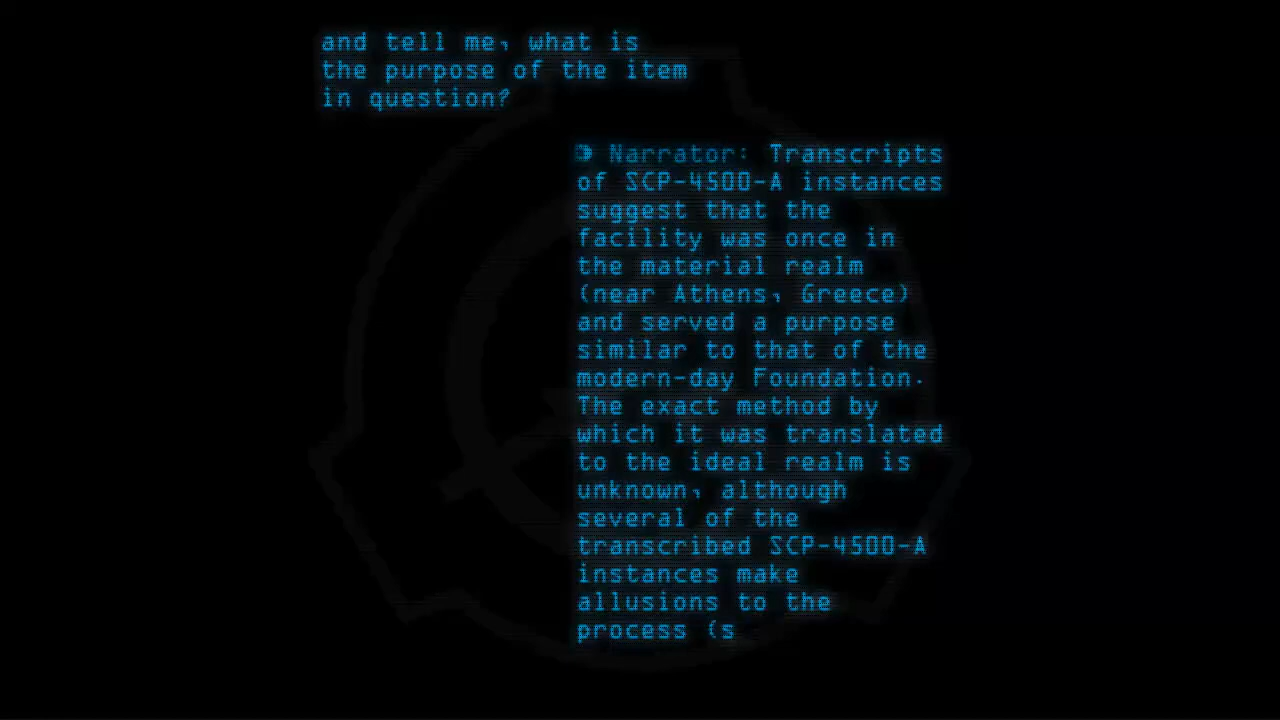 and tell me, what is
the purpose of the item
in question?
Narrator: Transcripts
of SCP-4500-A instances
suggest that the
facility was once in
the material realm
(near Athens, Greece)
and served a purpose
similar to that of the
modern-day Foundation.
The exact method by
which it was translated
to the ideal realm is
unknown, although
several of the
transcribed SCP-4500-A
instances make
allusions to the
process (s